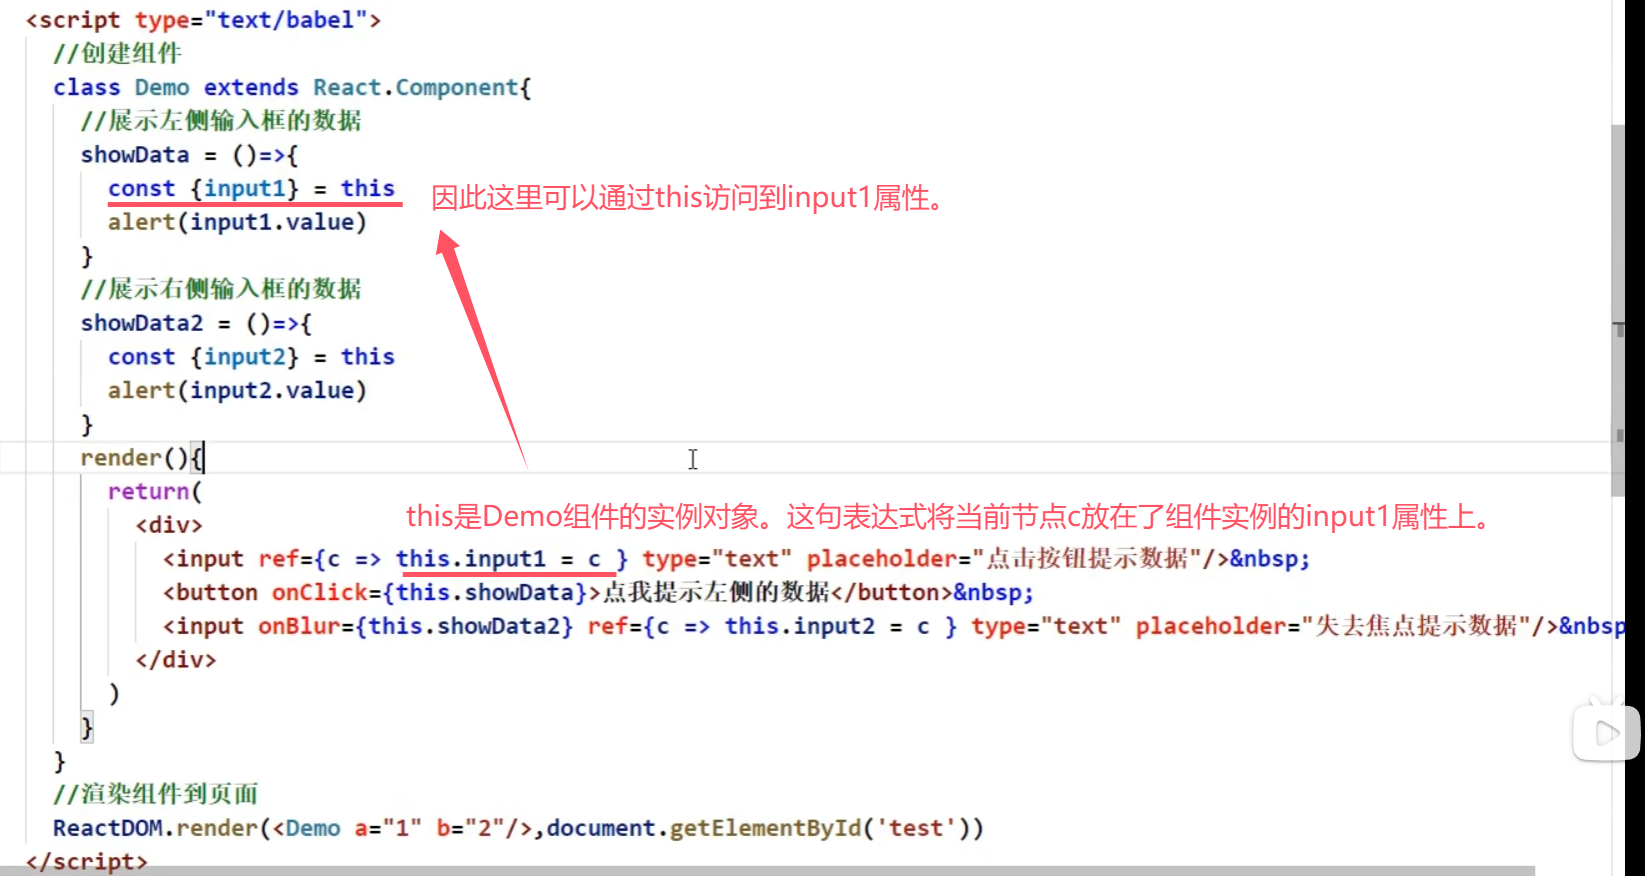 <script type="text/babel">
//创建组件
class Demo extends React.Component{
//展示左侧输入框的数据
showData = ()=>{
const {input1} = this
因此这里可以通过this访问到input1属性。
alert(input1.value)
}
//展示右侧输入框的数据
showData2 = ()=>{
const {input2} = this
alert(input2.value)
}
render(){
return(
<div>
this是Demo组件的实例对象。这句表达式将当前节点c放在了组件实例的input1属性上。
<input ref={c => this.input1 = c } type="text" placeholder="点击按钮提示数据"/>&nbsp;
<button onClick={this.showData}>点我提示左侧的数据</button>&nbsp;
<input onBlur={this.showData2} ref={c => this.input2 = c } type="text" placeholder="失去焦点提示数据"/>&nbsp
</div>
)
}
}
//渲染组件到页面
ReactDOM.render(<Demo a="1" b="2"/>,document.getElementById('test'))
</script>